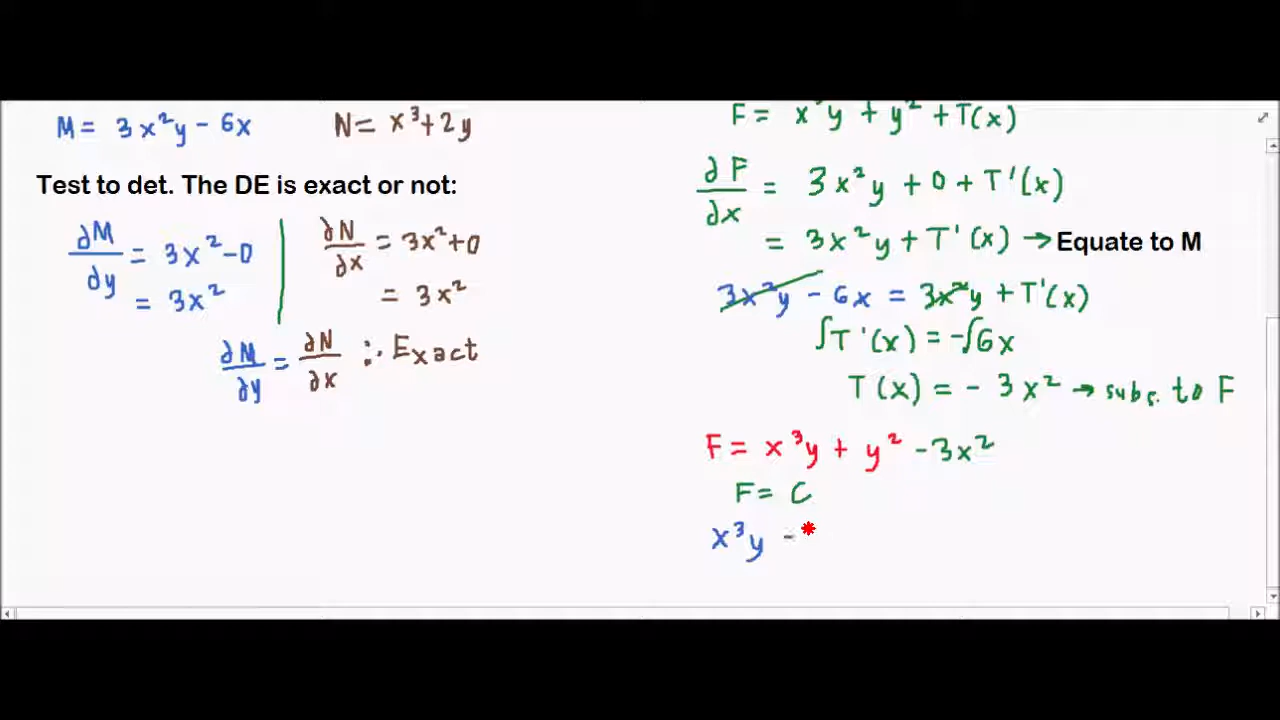 M = 3x²y - 6x
N = x³ + 2y
Test to det. The DE is exact or not:
∂M/∂y = 3x² - 0
= 3x²
∂N/∂x = 3x² + 0
= 3x²
∂M/∂y = ∂N/∂x ∴ Exact
F = x³y + y² + T(x)
∂F/∂x = 3x²y + 0 + T'(x)
= 3x²y + T'(x) → Equate to M
3x²y - 6x = 3x²y + T'(x)
∫T'(x) = -∫6x
T(x) = - 3x² → subs. to F
F = x³y + y² - 3x²
F = C
x³y -